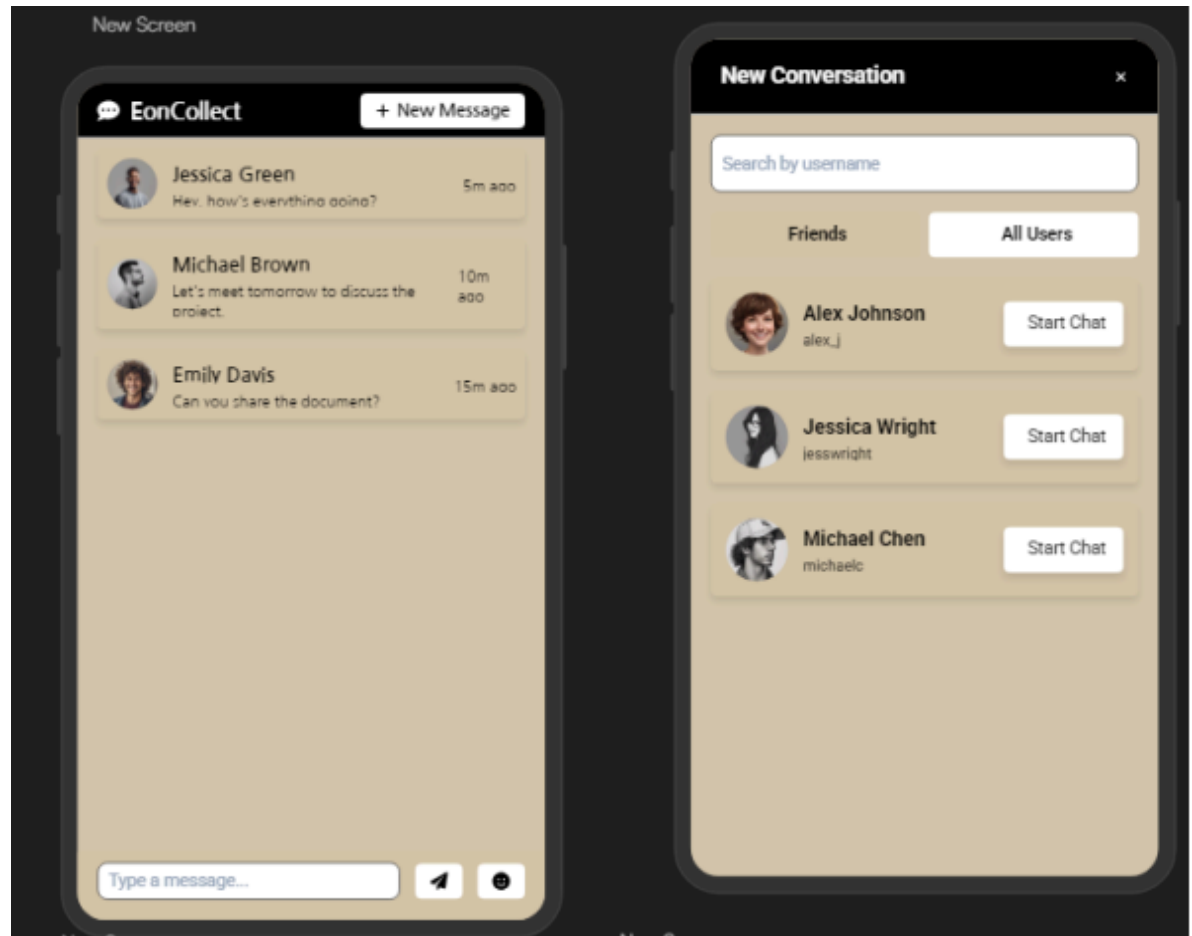 New Screen
EonCollect
+ New Message
Jessica Green
Hey, how's everything going?
5m ago
Michael Brown
Let's meet tomorrow to discuss the
project.
10m
ago
Emily Davis
Can you share the document?
15m ago
Type a message...
New Conversation
×
Search by username
Friends
All Users
Alex Johnson
alex_j
Start Chat
Jessica Wright
jesswright
Start Chat
Michael Chen
michaelc
Start Chat